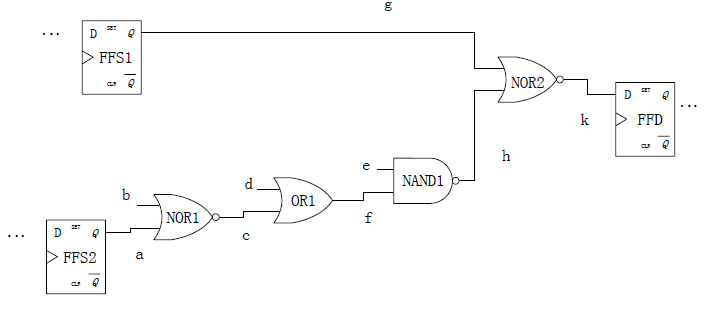 g
...
D SET Q
FFS1
CLR Q
NOR2
D SET Q
...
FFD
k
CLR Q
h
e
NAND1
d
OR1
f
b
NOR1
c
a
...
D SET Q
FFS2
CLR Q